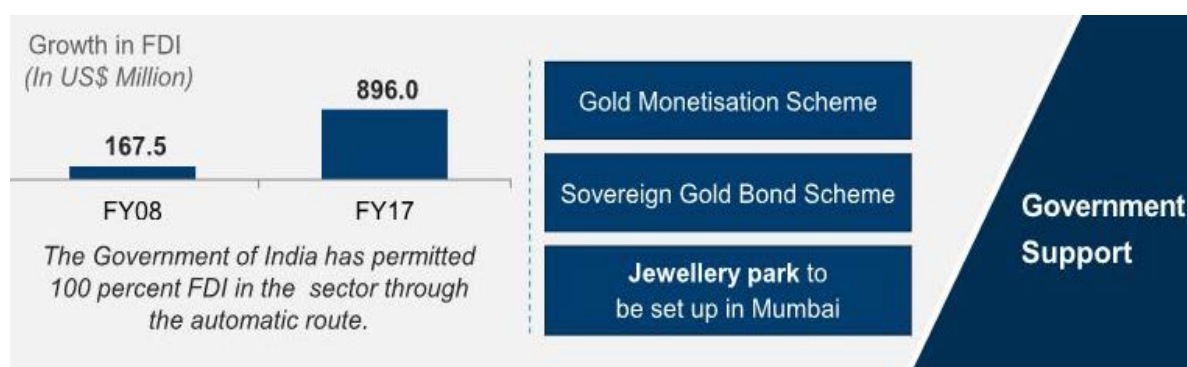 Growth in FDI
(In US$ Million)
896.0
167.5
FY08
FY17
The Government of India has permitted
100 percent FDI in the sector through
the automatic route.
Gold Monetisation Scheme
Sovereign Gold Bond Scheme
Jewellery park to
be set up in Mumbai
Government
Support